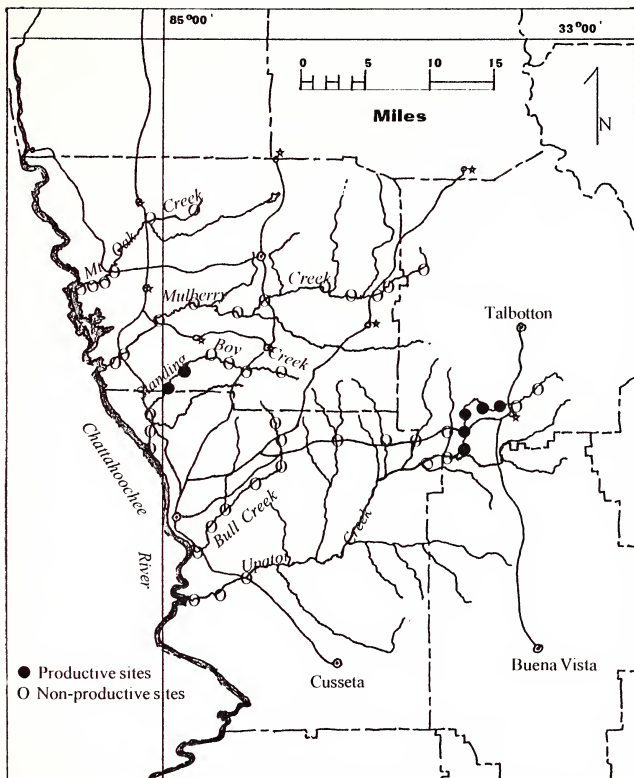 85°00'
33°00'
0 5 10 15
Miles
N
Mt. Oak Creek
Mulberry Creek
Talbotton
Standing Boy Creek
Chattahoochee River
Bull Creek
Upatoi Creek
● Productive sites
O Non-productive sites
Cusseta
Buena Vista